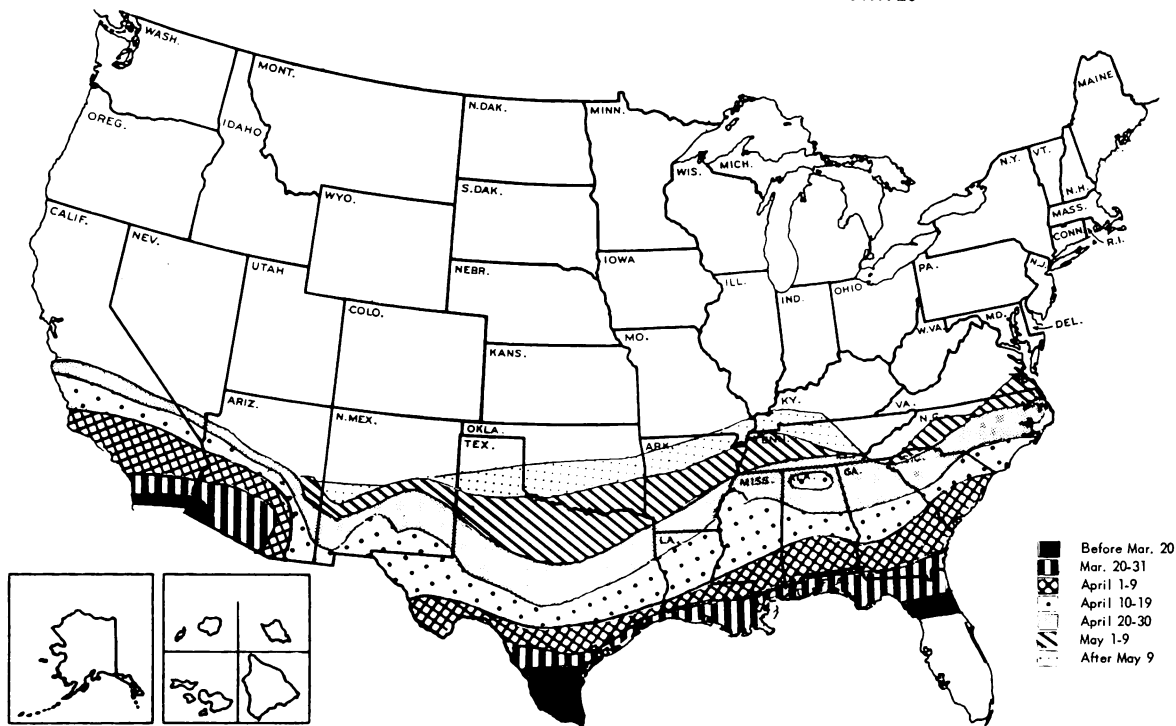 WASH.
MONT.
N.DAK.
MINN.
MAINE
OREG.
IDAHO
N.Y.
VT.
WIS.
MICH.
S.DAK.
N.H.
WYO.
MASS.
CALIF.
CONN.
R.I.
NEV.
IOWA
PA.
N.J.
UTAH
NEBR.
ILL.
IND.
OHIO
COLO.
MD.
W.VA.
DEL.
MO.
KANS.
KY.
VA.
ARIZ.
N.MEX.
OKLA.
N.C.
TEX.
ARK.
TENN.
MISS.
GA.
LA.
Before Mar. 20
Mar. 20-31
April 1-9
April 10-19
April 20-30
May 1-9
After May 9